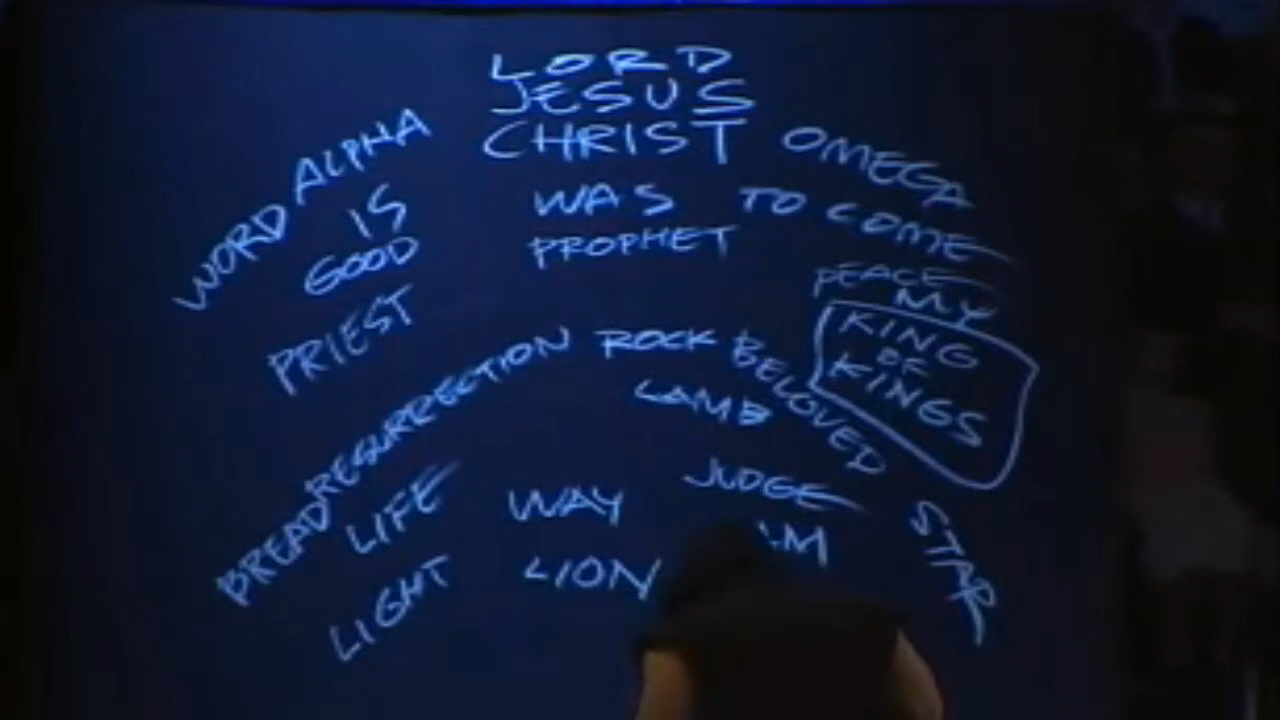 LORD
JESUS
CHRIST
WORD ALPHA OMEGA
IS WAS TO COME
GOOD PROPHET PEACE
MY
PRIEST KING
OF
KINGS
RESURRECTION ROCK BELOVED
LAMB
BREAD LIFE WAY JUDGE STAR
LIGHT LION